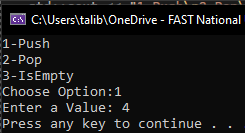 C:\Users\talib\OneDrive - FAST National
1-Push
2-Pop
3-IsEmpty
Choose Option:1
Enter a Value: 4
Press any key to continue . .